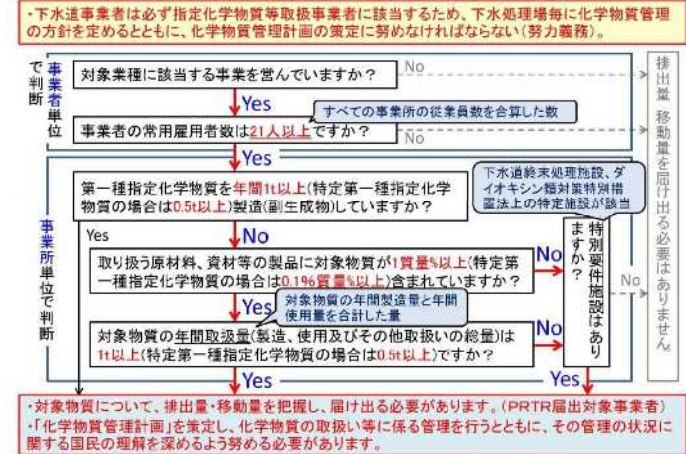 ・下水道事業者は必ず指定化学物質等取扱事業者に該当するため、下水処理場毎に化学物質管理
の方針を定めるとともに、化学物質管理計画の策定に努めなければならない(努力義務)。
事業者単位
で判断
対象業種に該当する事業を営んでいますか？
No
Yes
すべての事業所の従業員数を合算した数
事業者の常用雇用者数は21人以上ですか？
No
Yes
排出量 移動量を届け出る必要はありません
事業所単位で判断
第一種指定化学物質を年間1t以上(特定第一種指定化学
物質の場合は0.5t以上)製造(副生成物)していますか？
下水道終末処理施設、ダ
イオキシン類対策特別措
置法上の特定施設が該当
Yes
No
取り扱う原材料、資材等の製品に対象物質が1質量%以上(特定第
一種指定化学物質の場合は0.1%質量%以上)含まれていますか？
No
特別要件施設はあり
ますか？
No
Yes
対象物質の年間製造量と年間
使用量を合計した量
対象物質の年間取扱量(製造、使用及びその他取扱いの総量)は
1t以上(特定第一種指定化学物質の場合は0.5t以上)ですか？
No
Yes
Yes
・対象物質について、排出量・移動量を把握し、届け出る必要があります。(PRTR届出対象事業者)
・「化学物質管理計画」を策定し、化学物質の取扱い等に係る管理を行うとともに、その管理の状況に
関する国民の理解を深めるよう努める必要があります。